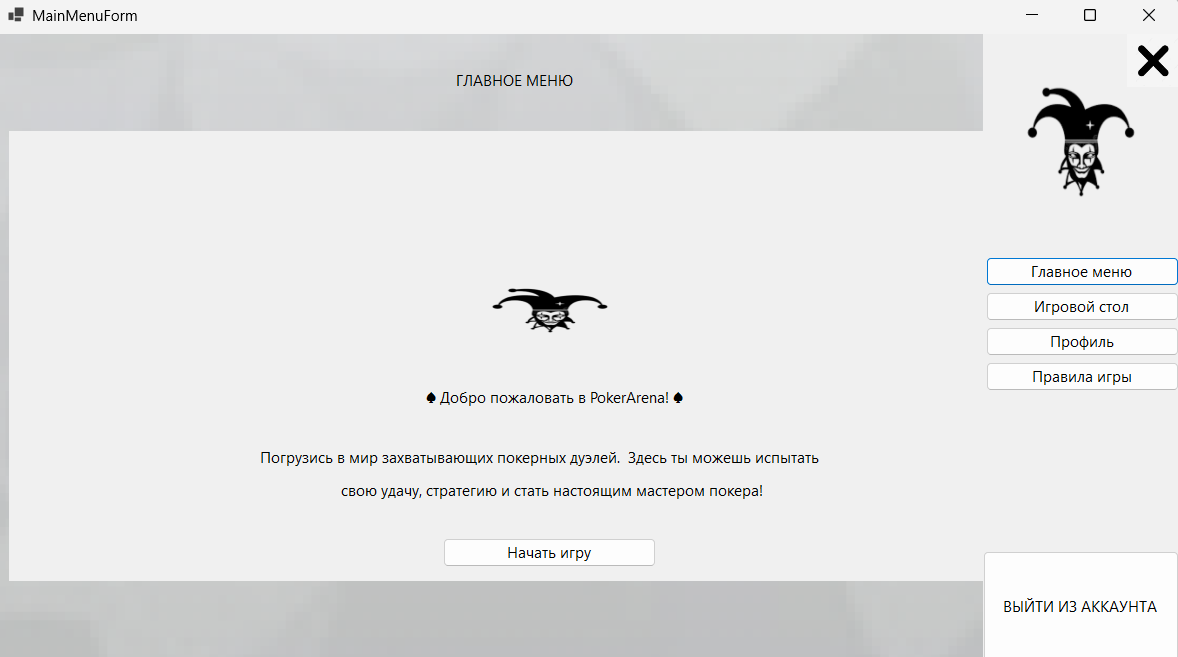 MainMenuForm
ГЛАВНОЕ МЕНЮ
♠ Добро пожаловать в PokerArena! ♠
Погрузись в мир захватывающих покерных дуэлей.  Здесь ты можешь испытать
свою удачу, стратегию и стать настоящим мастером покера!
Начать игру
Главное меню
Игровой стол
Профиль
Правила игры
ВЫЙТИ ИЗ АККАУНТА